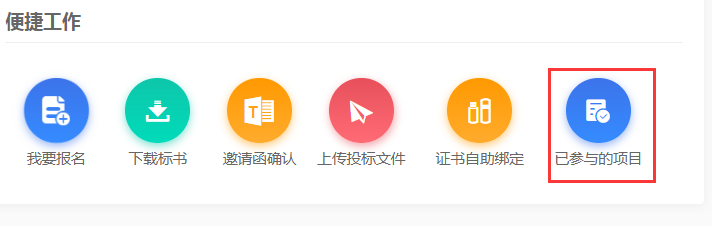 便捷工作
我要报名
下载标书
T
邀请函确认
上传投标文件
证书自助绑定
已参与的项目